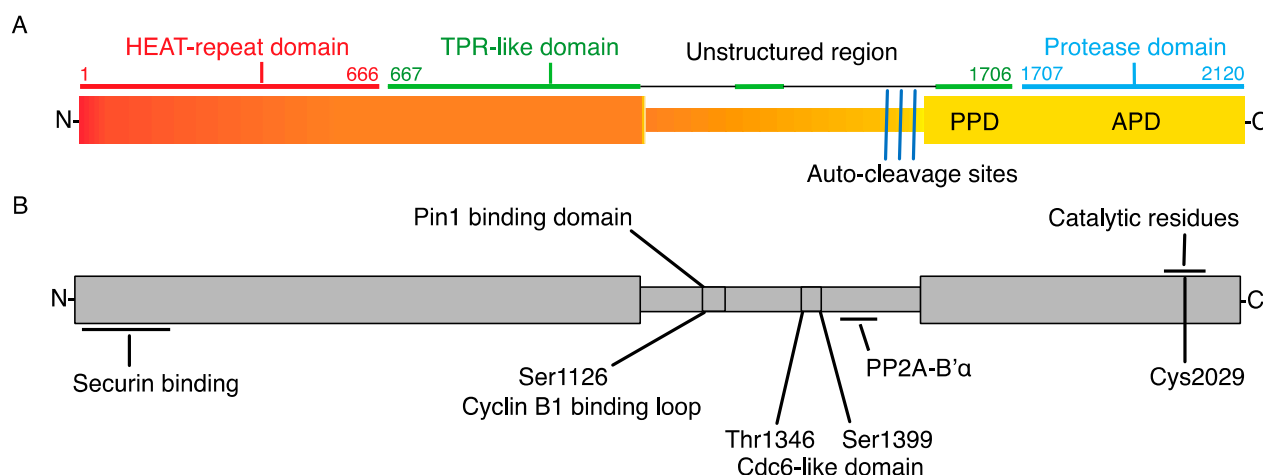 A
HEAT-repeat domain
TPR-like domain
Unstructured region
Protease domain
1
666
667
1706
1707
2120
N
PPD
APD
C
Auto-cleavage sites
B
Pin1 binding domain
Catalytic residues
N
C
Securin binding
Ser1126
Cyclin B1 binding loop
PP2A-B'α
Cys2029
Thr1346
Ser1399
Cdc6-like domain